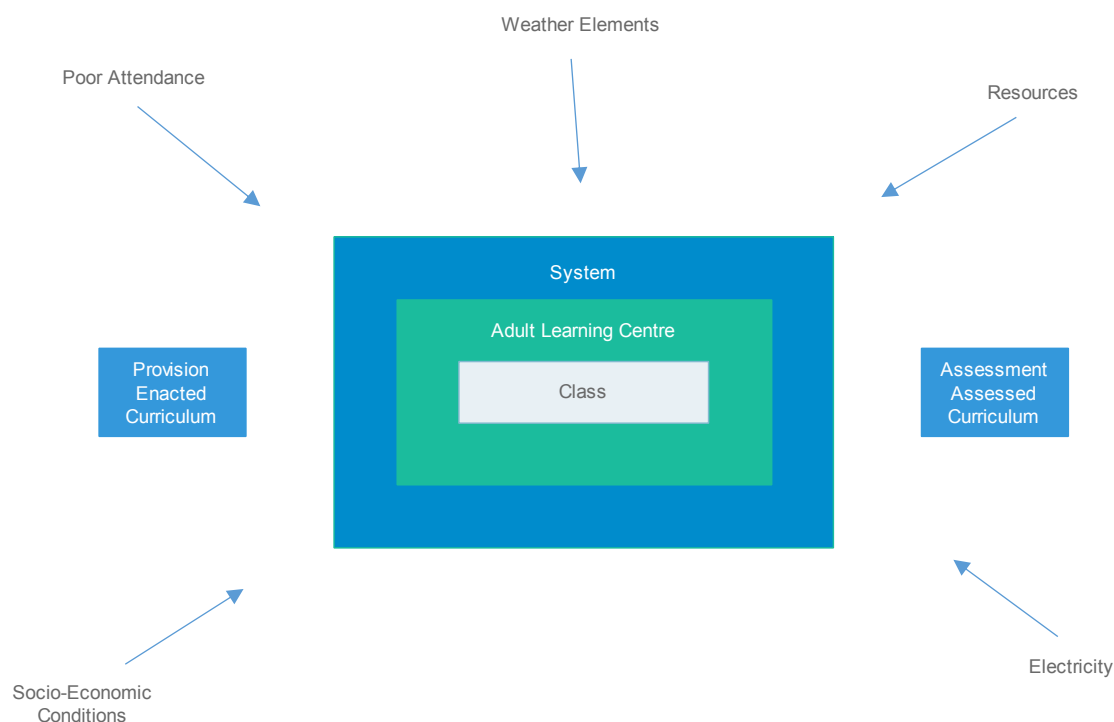 Weather Elements
Poor Attendance
Resources
System
Adult Learning Centre
Class
Provision
Enacted
Curriculum
Assessment
Assessed
Curriculum
Socio-Economic
Conditions
Electricity